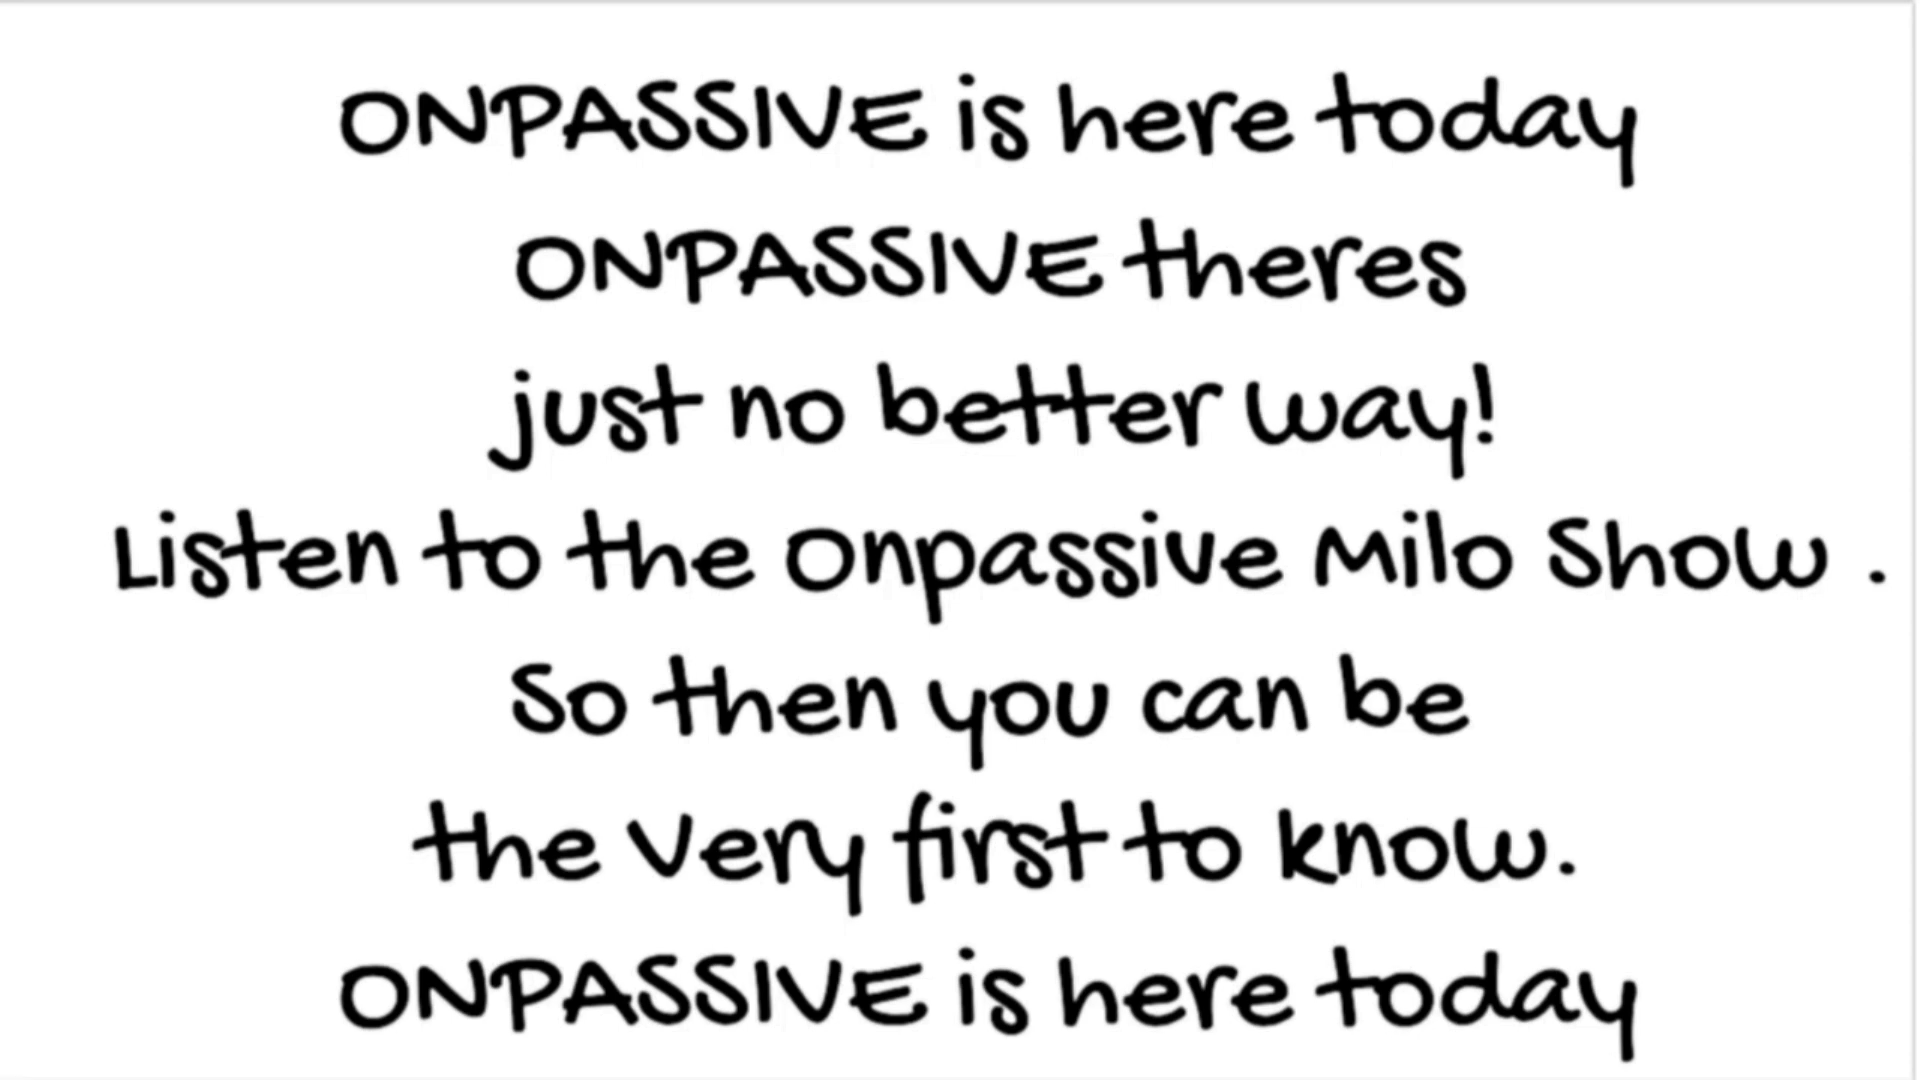 ONPASSIVE is here today
ONPASSIVE theres
just no better way!
Listen to the Onpassive Milo Show .
So then you can be
the very first to know.
ONPASSIVE is here today